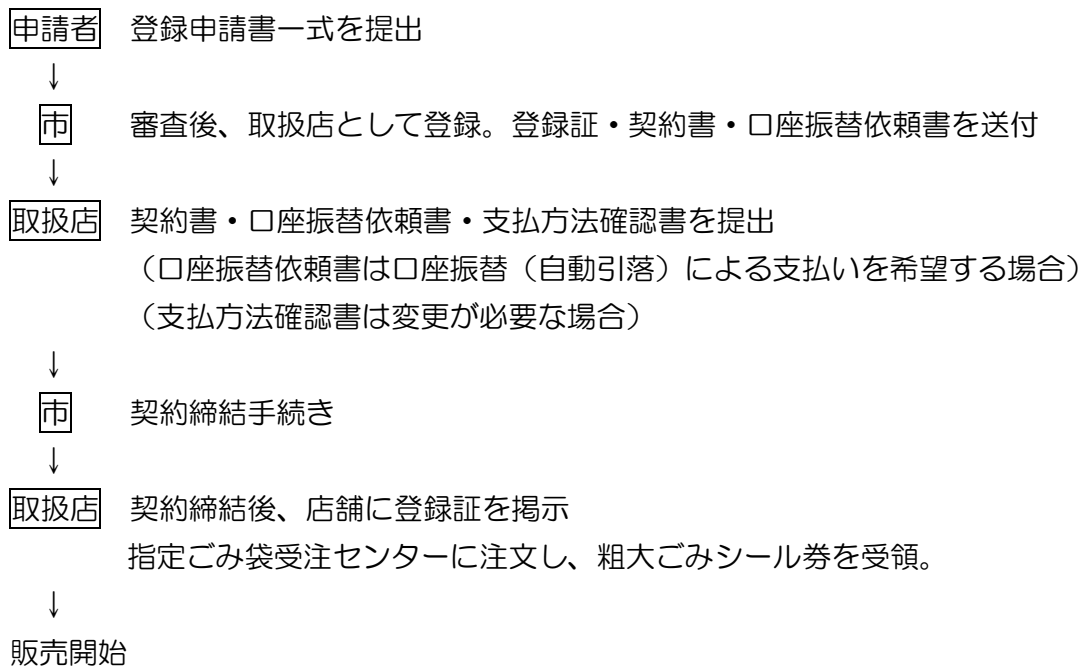 申請者 登録申請書一式を提出
↓
市 審査後、取扱店として登録。登録証・契約書・口座振替依頼書を送付
↓
取扱店 契約書・口座振替依頼書・支払方法確認書を提出
（口座振替依頼書は口座振替（自動引落）による支払いを希望する場合）
（支払方法確認書は変更が必要な場合）
↓
市 契約締結手続き
↓
取扱店 契約締結後、店舗に登録証を掲示
指定ごみ袋受注センターに注文し、粗大ごみシール券を受領。
↓
販売開始